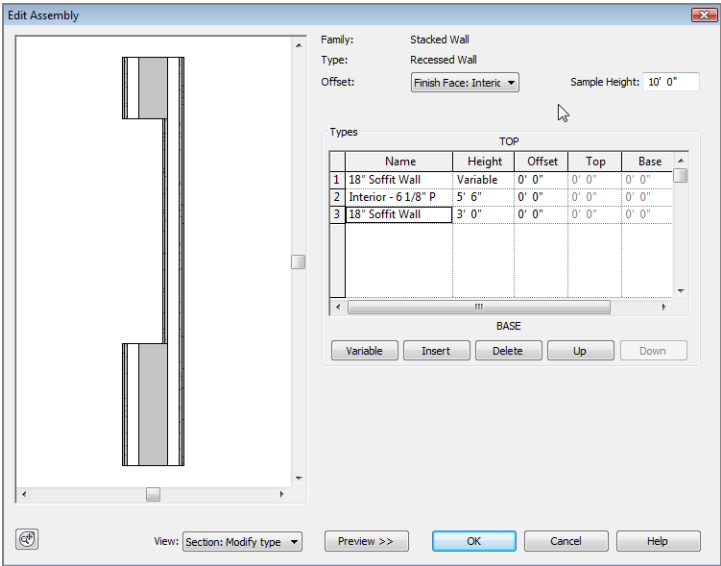 Edit Assembly
Family: Stacked Wall
Type: Recessed Wall
Offset: Finish Face: Interic Sample Height: 10' 0"
Types
TOP
Name Height Offset Top Base
1 18" Soffit Wall Variable 0' 0" 0' 0" 0' 0"
2 Interior - 6 1/8" P 5' 6" 0' 0" 0' 0" 0' 0"
3 18" Soffit Wall 3' 0" 0' 0" 0' 0" 0' 0"
BASE
Variable Insert Delete Up Down
View: Section: Modify type Preview >> OK Cancel Help